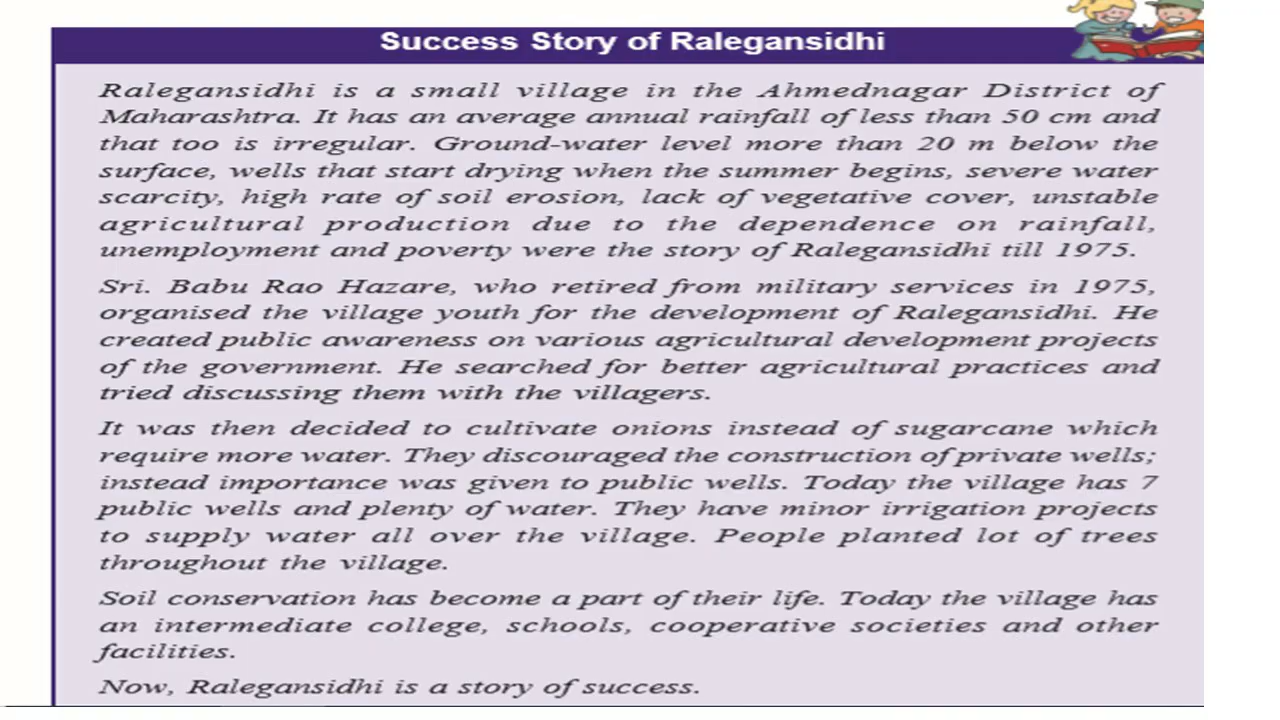 Success Story of Ralegansidhi
Ralegansidhi is a small village in the Ahmednagar District of
Maharashtra. It has an average annual rainfall of less than 50 cm and
that too is irregular. Ground-water level more than 20 m below the
surface, wells that start drying when the summer begins, severe water
scarcity, high rate of soil erosion, lack of vegetative cover, unstable
agricultural production due to the dependence on rainfall,
unemployment and poverty were the story of Ralegansidhi till 1975.
Sri. Babu Rao Hazare, who retired from military services in 1975,
organised the village youth for the development of Ralegansidhi. He
created public awareness on various agricultural development projects
of the government. He searched for better agricultural practices and
tried discussing them with the villagers.
It was then decided to cultivate onions instead of sugarcane which
require more water. They discouraged the construction of private wells;
instead importance was given to public wells. Today the village has 7
public wells and plenty of water. They have minor irrigation projects
to supply water all over the village. People planted lot of trees
throughout the village.
Soil conservation has become a part of their life. Today the village has
an intermediate college, schools, cooperative societies and other
facilities.
Now, Ralegansidhi is a story of success.